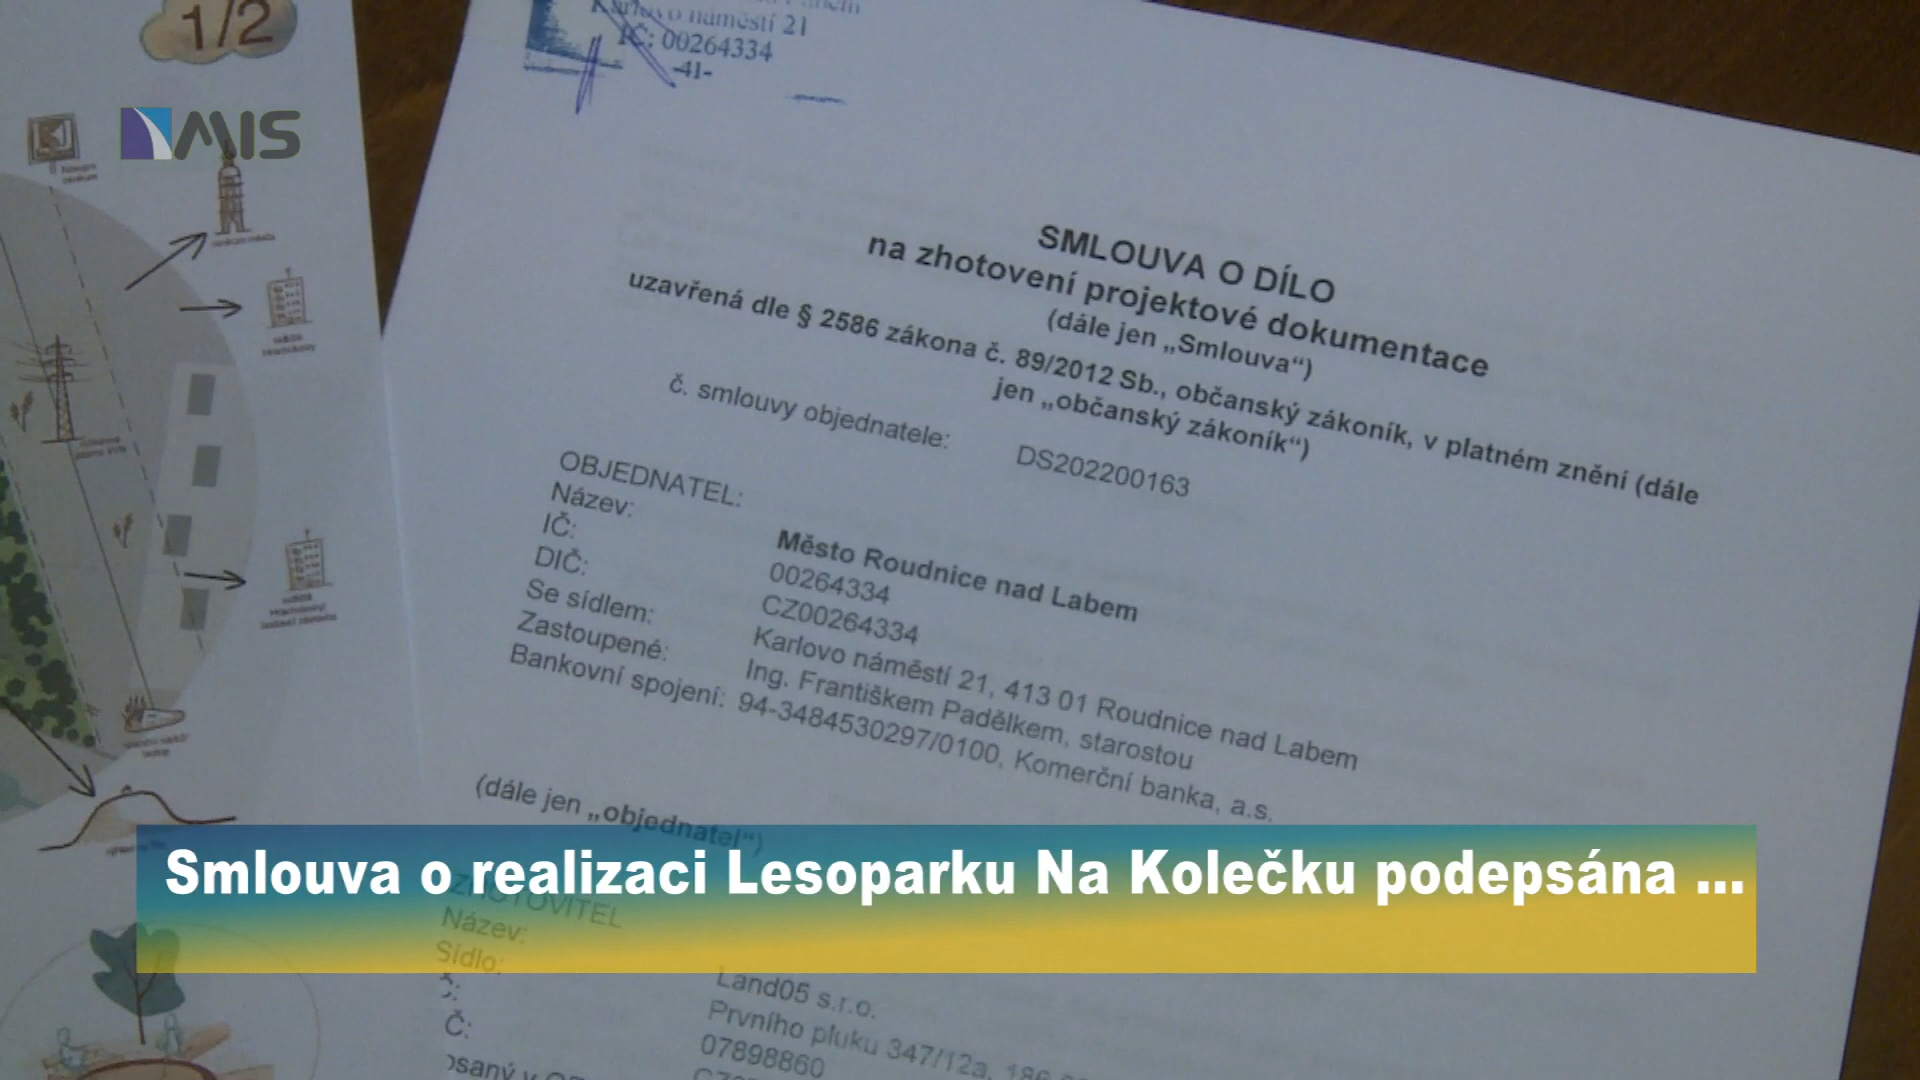 1/2
MIS
Karlovo náměstí 21
IČ: 00264334
-41-
SMLOUVA O DÍLO
na zhotovení projektové dokumentace
(dále jen „Smlouva“)
uzavřená dle § 2586 zákona č. 89/2012 Sb., občanský zákoník, v platném znění (dále
jen „občanský zákoník“)
č. smlouvy objednatele: DS202200163
OBJEDNATEL:
Název: Město Roudnice nad Labem
IČ: 00264334
DIČ: CZ00264334
Se sídlem: Karlovo náměstí 21, 413 01 Roudnice nad Labem
Zastoupené: Ing. Františkem Padělkem, starostou
Bankovní spojení: 94-3484530297/0100, Komerční banka, a.s.
(dále jen „objednatel“)
Smlouva o realizaci Lesoparku Na Kolečku podepsána ...
ZHOTOVITEL
Název: Land05 s.r.o.
Sídlo: Prvního pluku 347/12a, 186
07898860